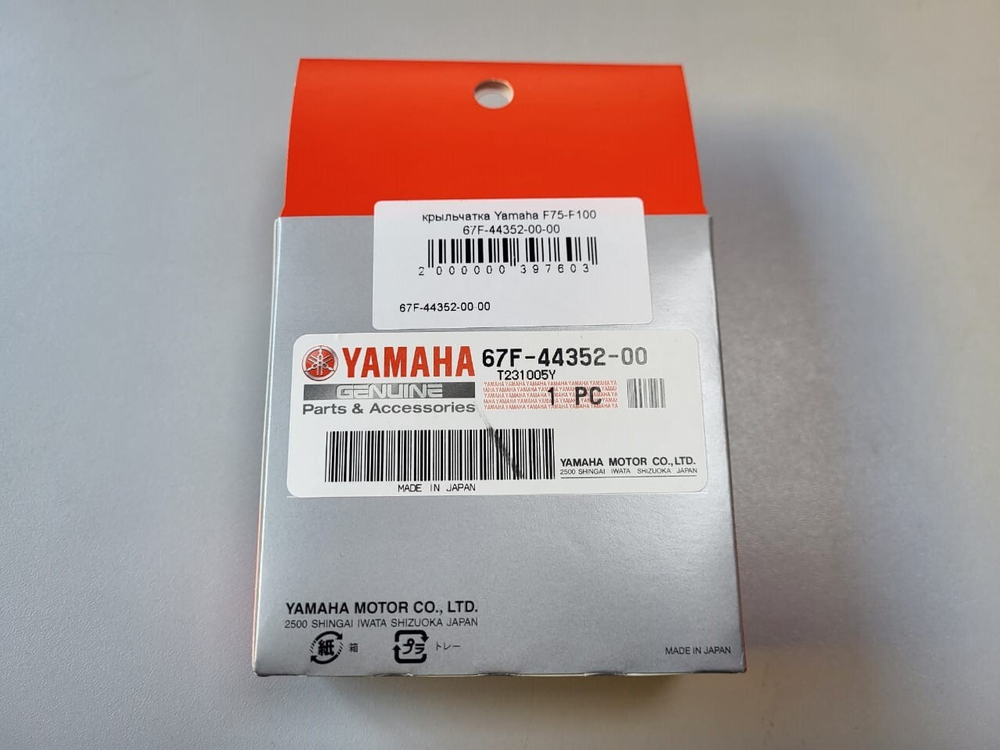 крыльчатка Yamaha F75-F100
67F-44352-00-00
2 000000 397603
67F-44352-00 00
YAMAHA 67F-44352-00
T231005Y
GENUINE
Parts & Accessories
1 PC
YAMAHA MOTOR CO.,LTD.
2500 SHINGAI IWATA SHIZUOKA JAPAN
MADE IN JAPAN
YAMAHA MOTOR CO., LTD.
2500 SHINGAI IWATA SHIZUOKA JAPAN
紙 箱 プラ トレー
MADE IN JAPAN